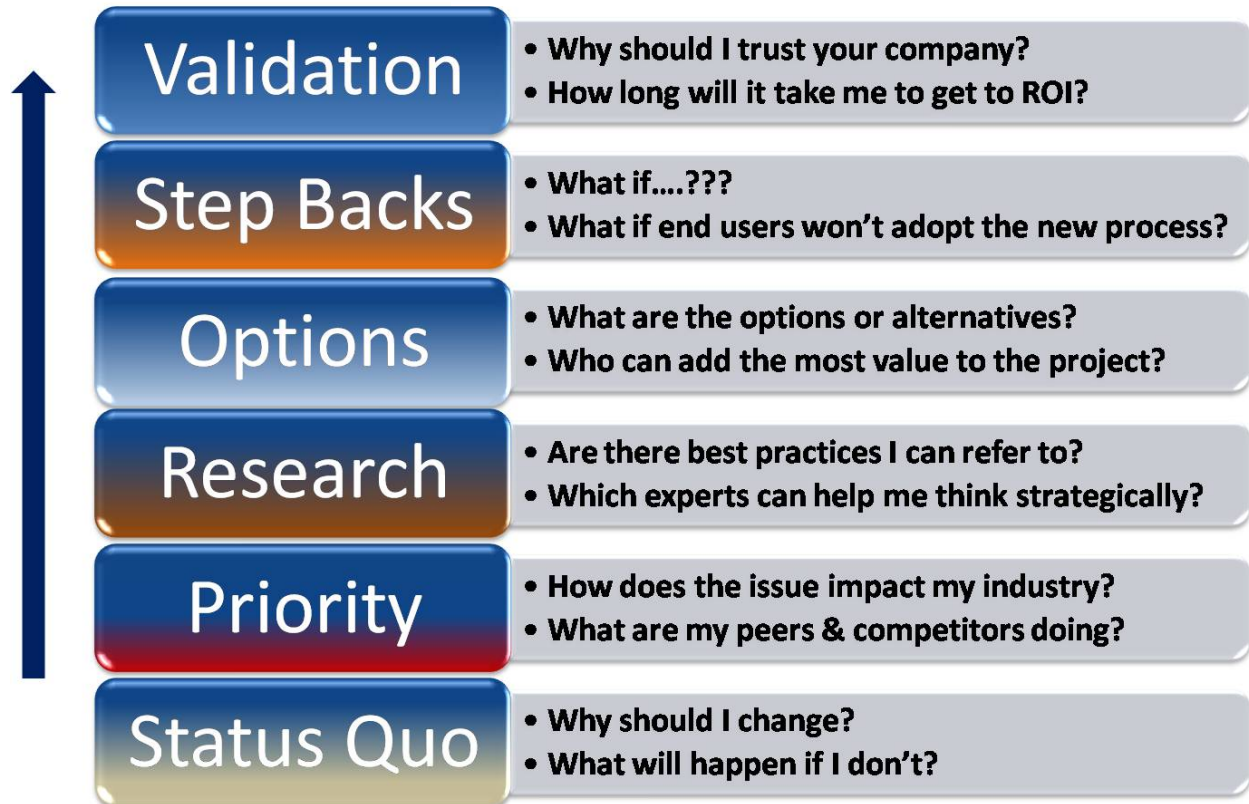 Validation
• Why should I trust your company?
• How long will it take me to get to ROI?
Step Backs
• What if....???
• What if end users won't adopt the new process?
Options
• What are the options or alternatives?
• Who can add the most value to the project?
Research
• Are there best practices I can refer to?
• Which experts can help me think strategically?
Priority
• How does the issue impact my industry?
• What are my peers & competitors doing?
Status Quo
• Why should I change?
• What will happen if I don't?